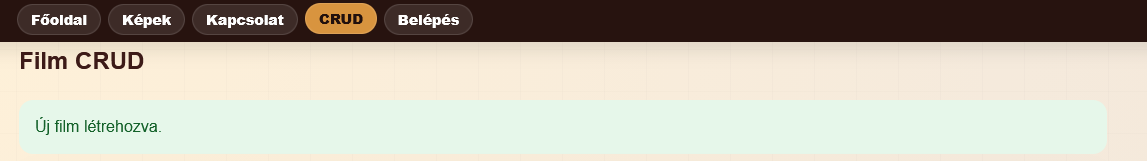 Főoldal Képek Kapcsolat CRUD Belépés
Film CRUD
Új film létrehozva.